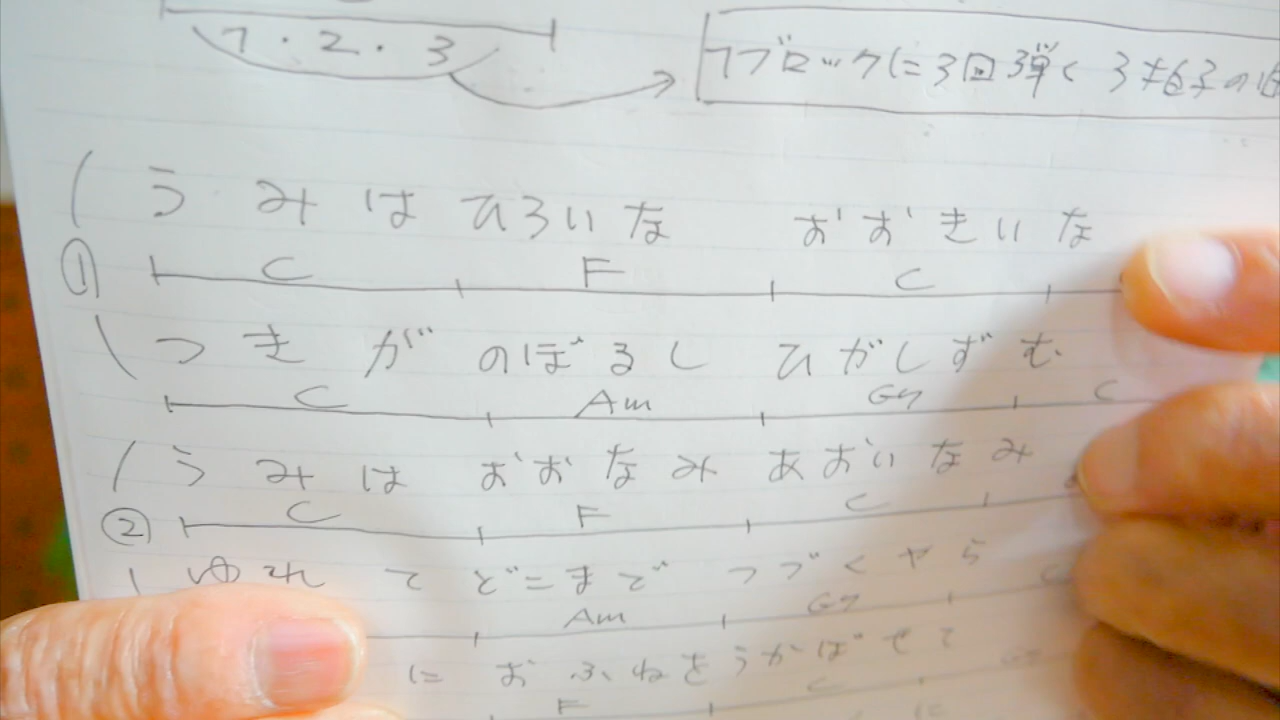 1・2・3
1ブロックに3回弾く 3拍子の
うみはひろいな おおきいな
① C F C
つきがのぼるし ひがしずむ
C Am G7 C
うみは おおなみ あおいなみ
② C F C
ゆれて どこまで つづくやら
Am G7 C
に おふねをうかばせて
F C